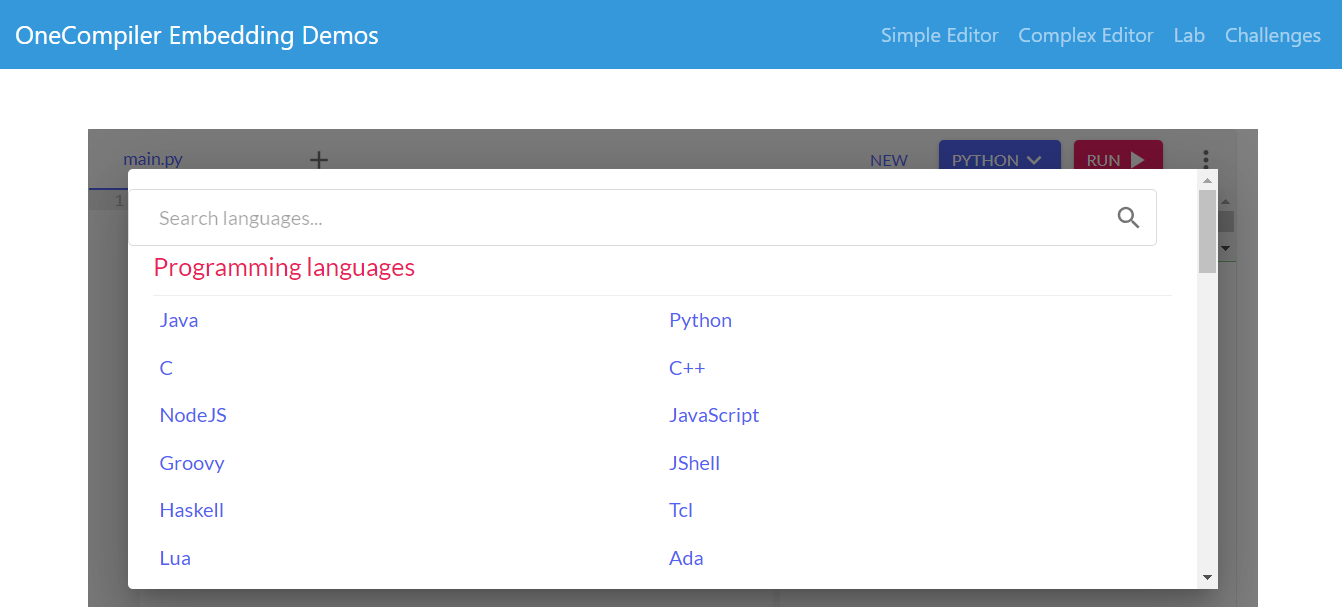 OneCompiler Embedding Demos
Simple Editor Complex Editor Lab Challenges
main.py + NEW PYTHON RUN
1
Search languages...
Programming languages
Java Python
C C++
NodeJS JavaScript
Groovy JShell
Haskell Tcl
Lua Ada